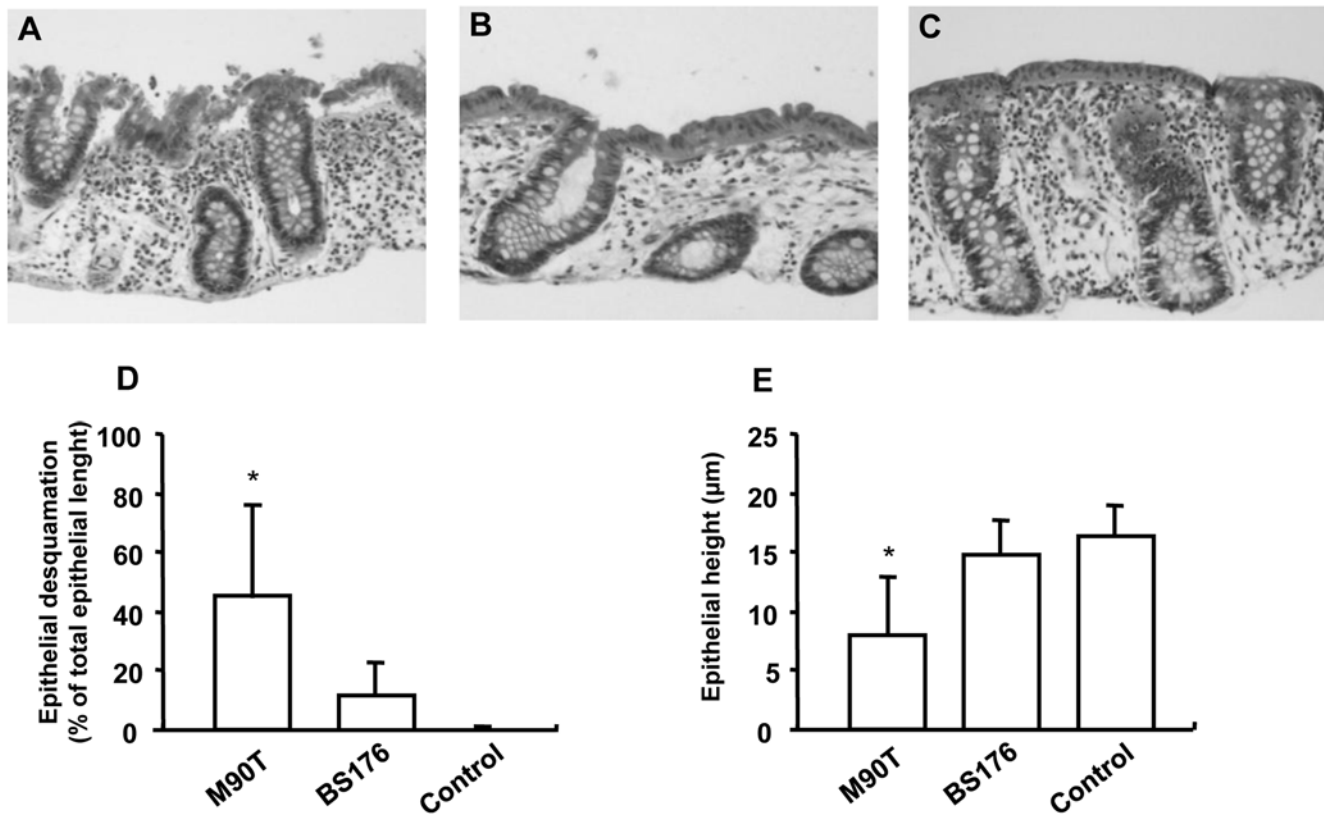 A
B
C
D
Epithelial desquamation
(% of total epithelial lenght)
100
80
60
40
20
0
*
M90T
BS176
Control
E
Epithelial height (µm)
25
20
15
10
5
0
*
M90T
BS176
Control